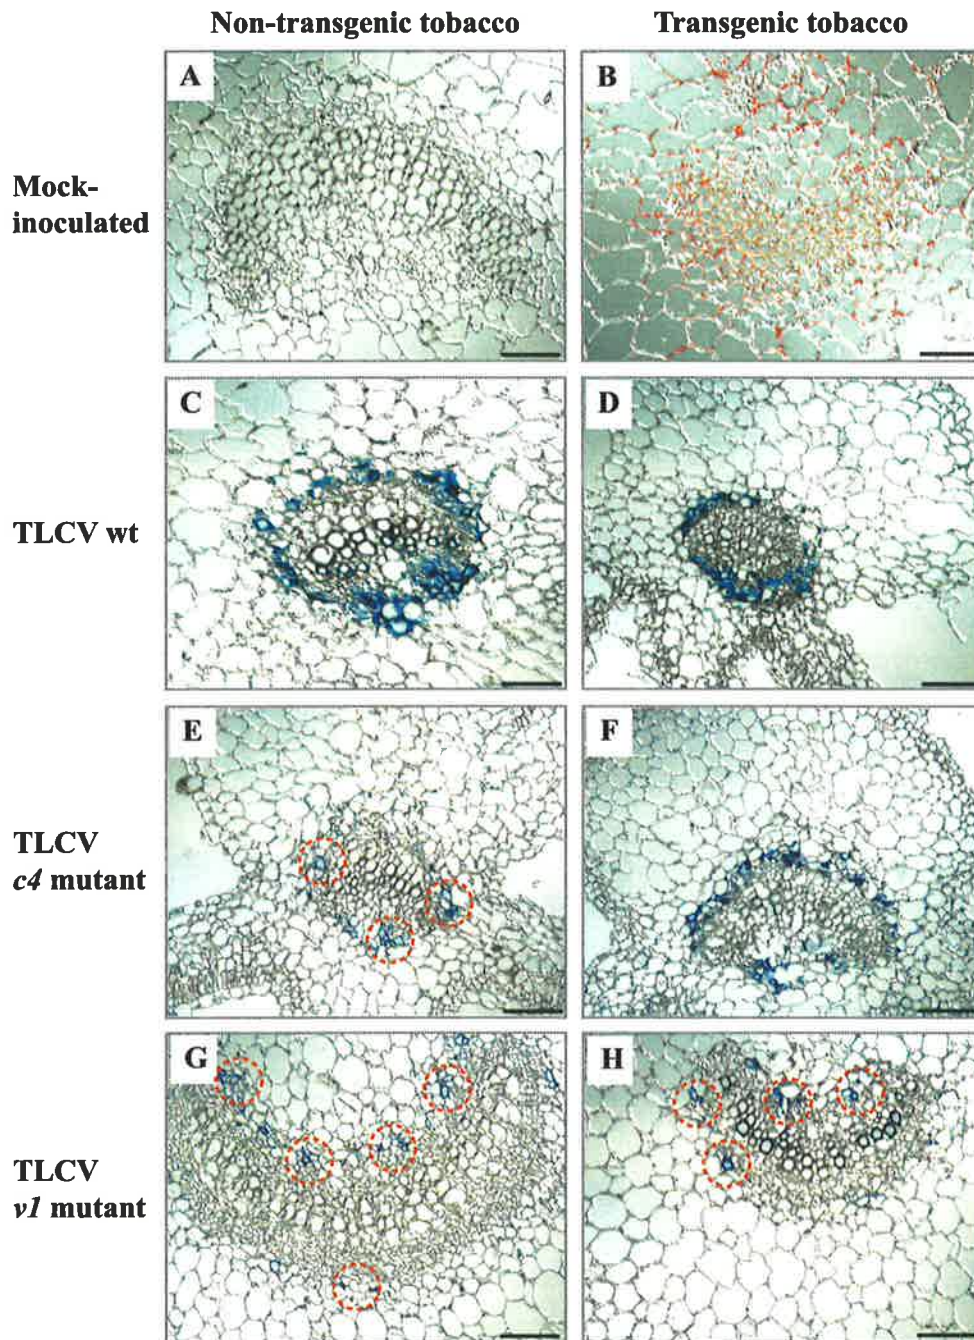 Non-transgenic tobacco Transgenic tobacco
A B
Mock-
inoculated
C D
TLCV wt
E F
TLCV
c4 mutant
G H
TLCV
v1 mutant